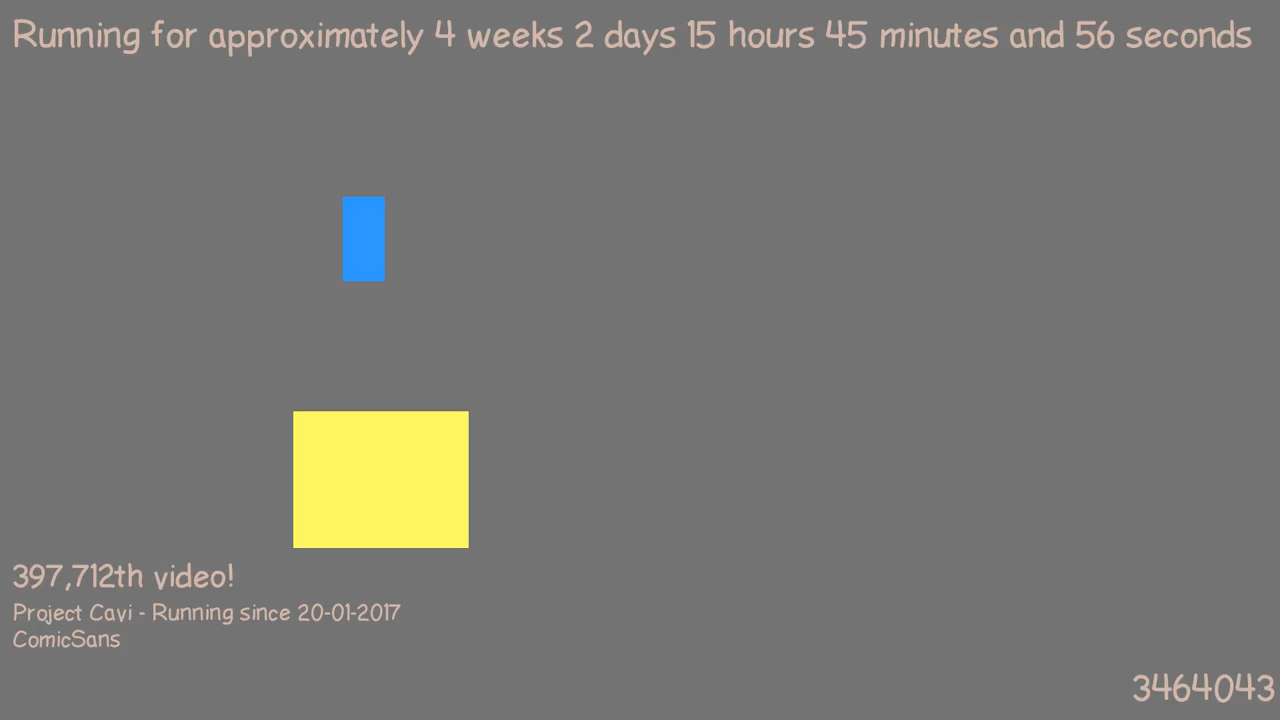 Running for approximately 4 weeks 2 days 15 hours 45 minutes and 56 seconds
397,712th video!
Project Cavi - Running since 20-01-2017
ComicSans
3464043